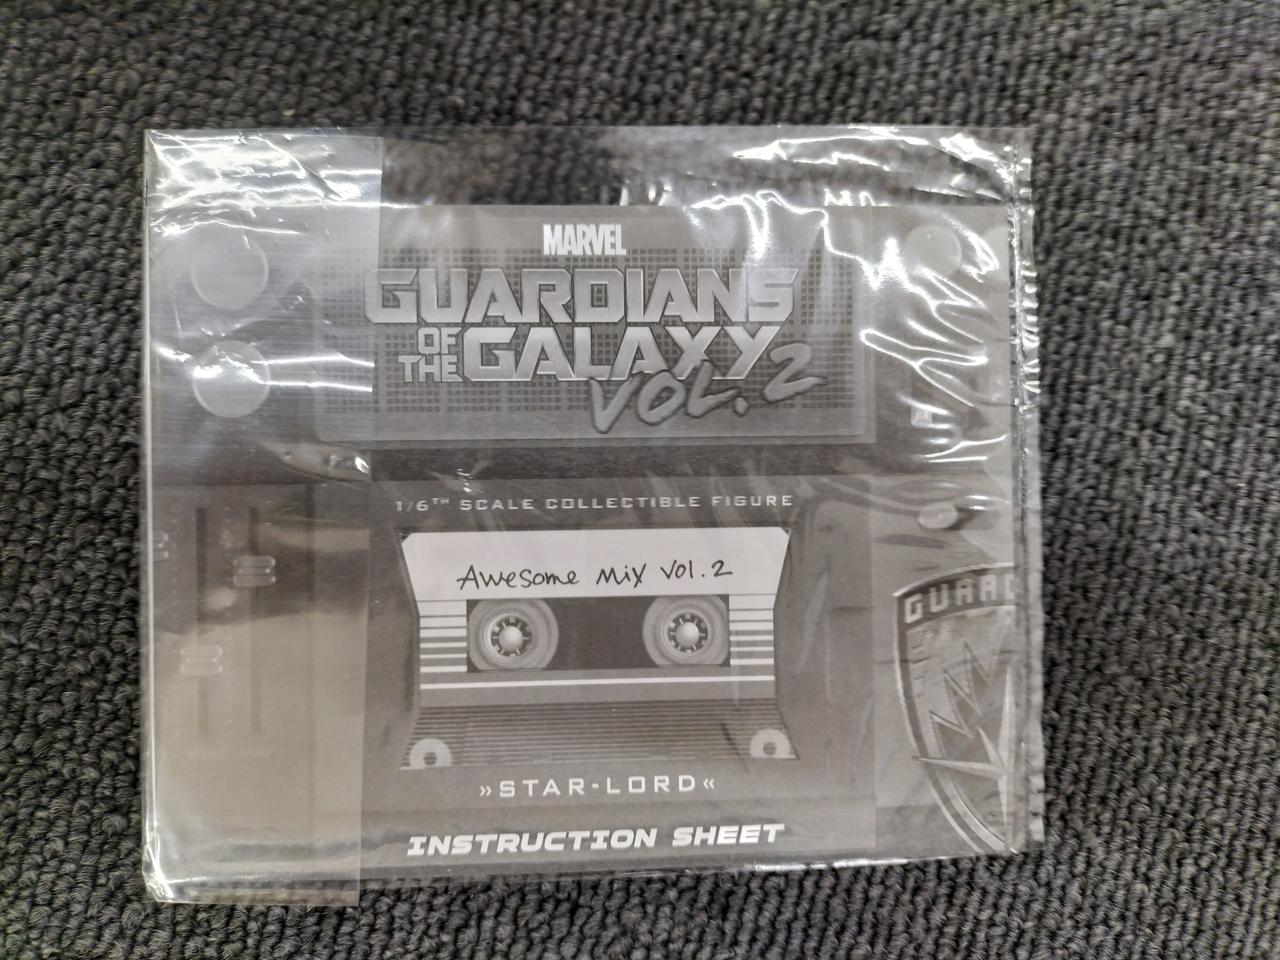 MARVEL
GUARDIANS
OF
THE GALAXY
VOL. 2
1/6TH SCALE COLLECTIBLE FIGURE
Awesome Mix Vol. 2
GUARD
»STAR-LORD«
INSTRUCTION SHEET